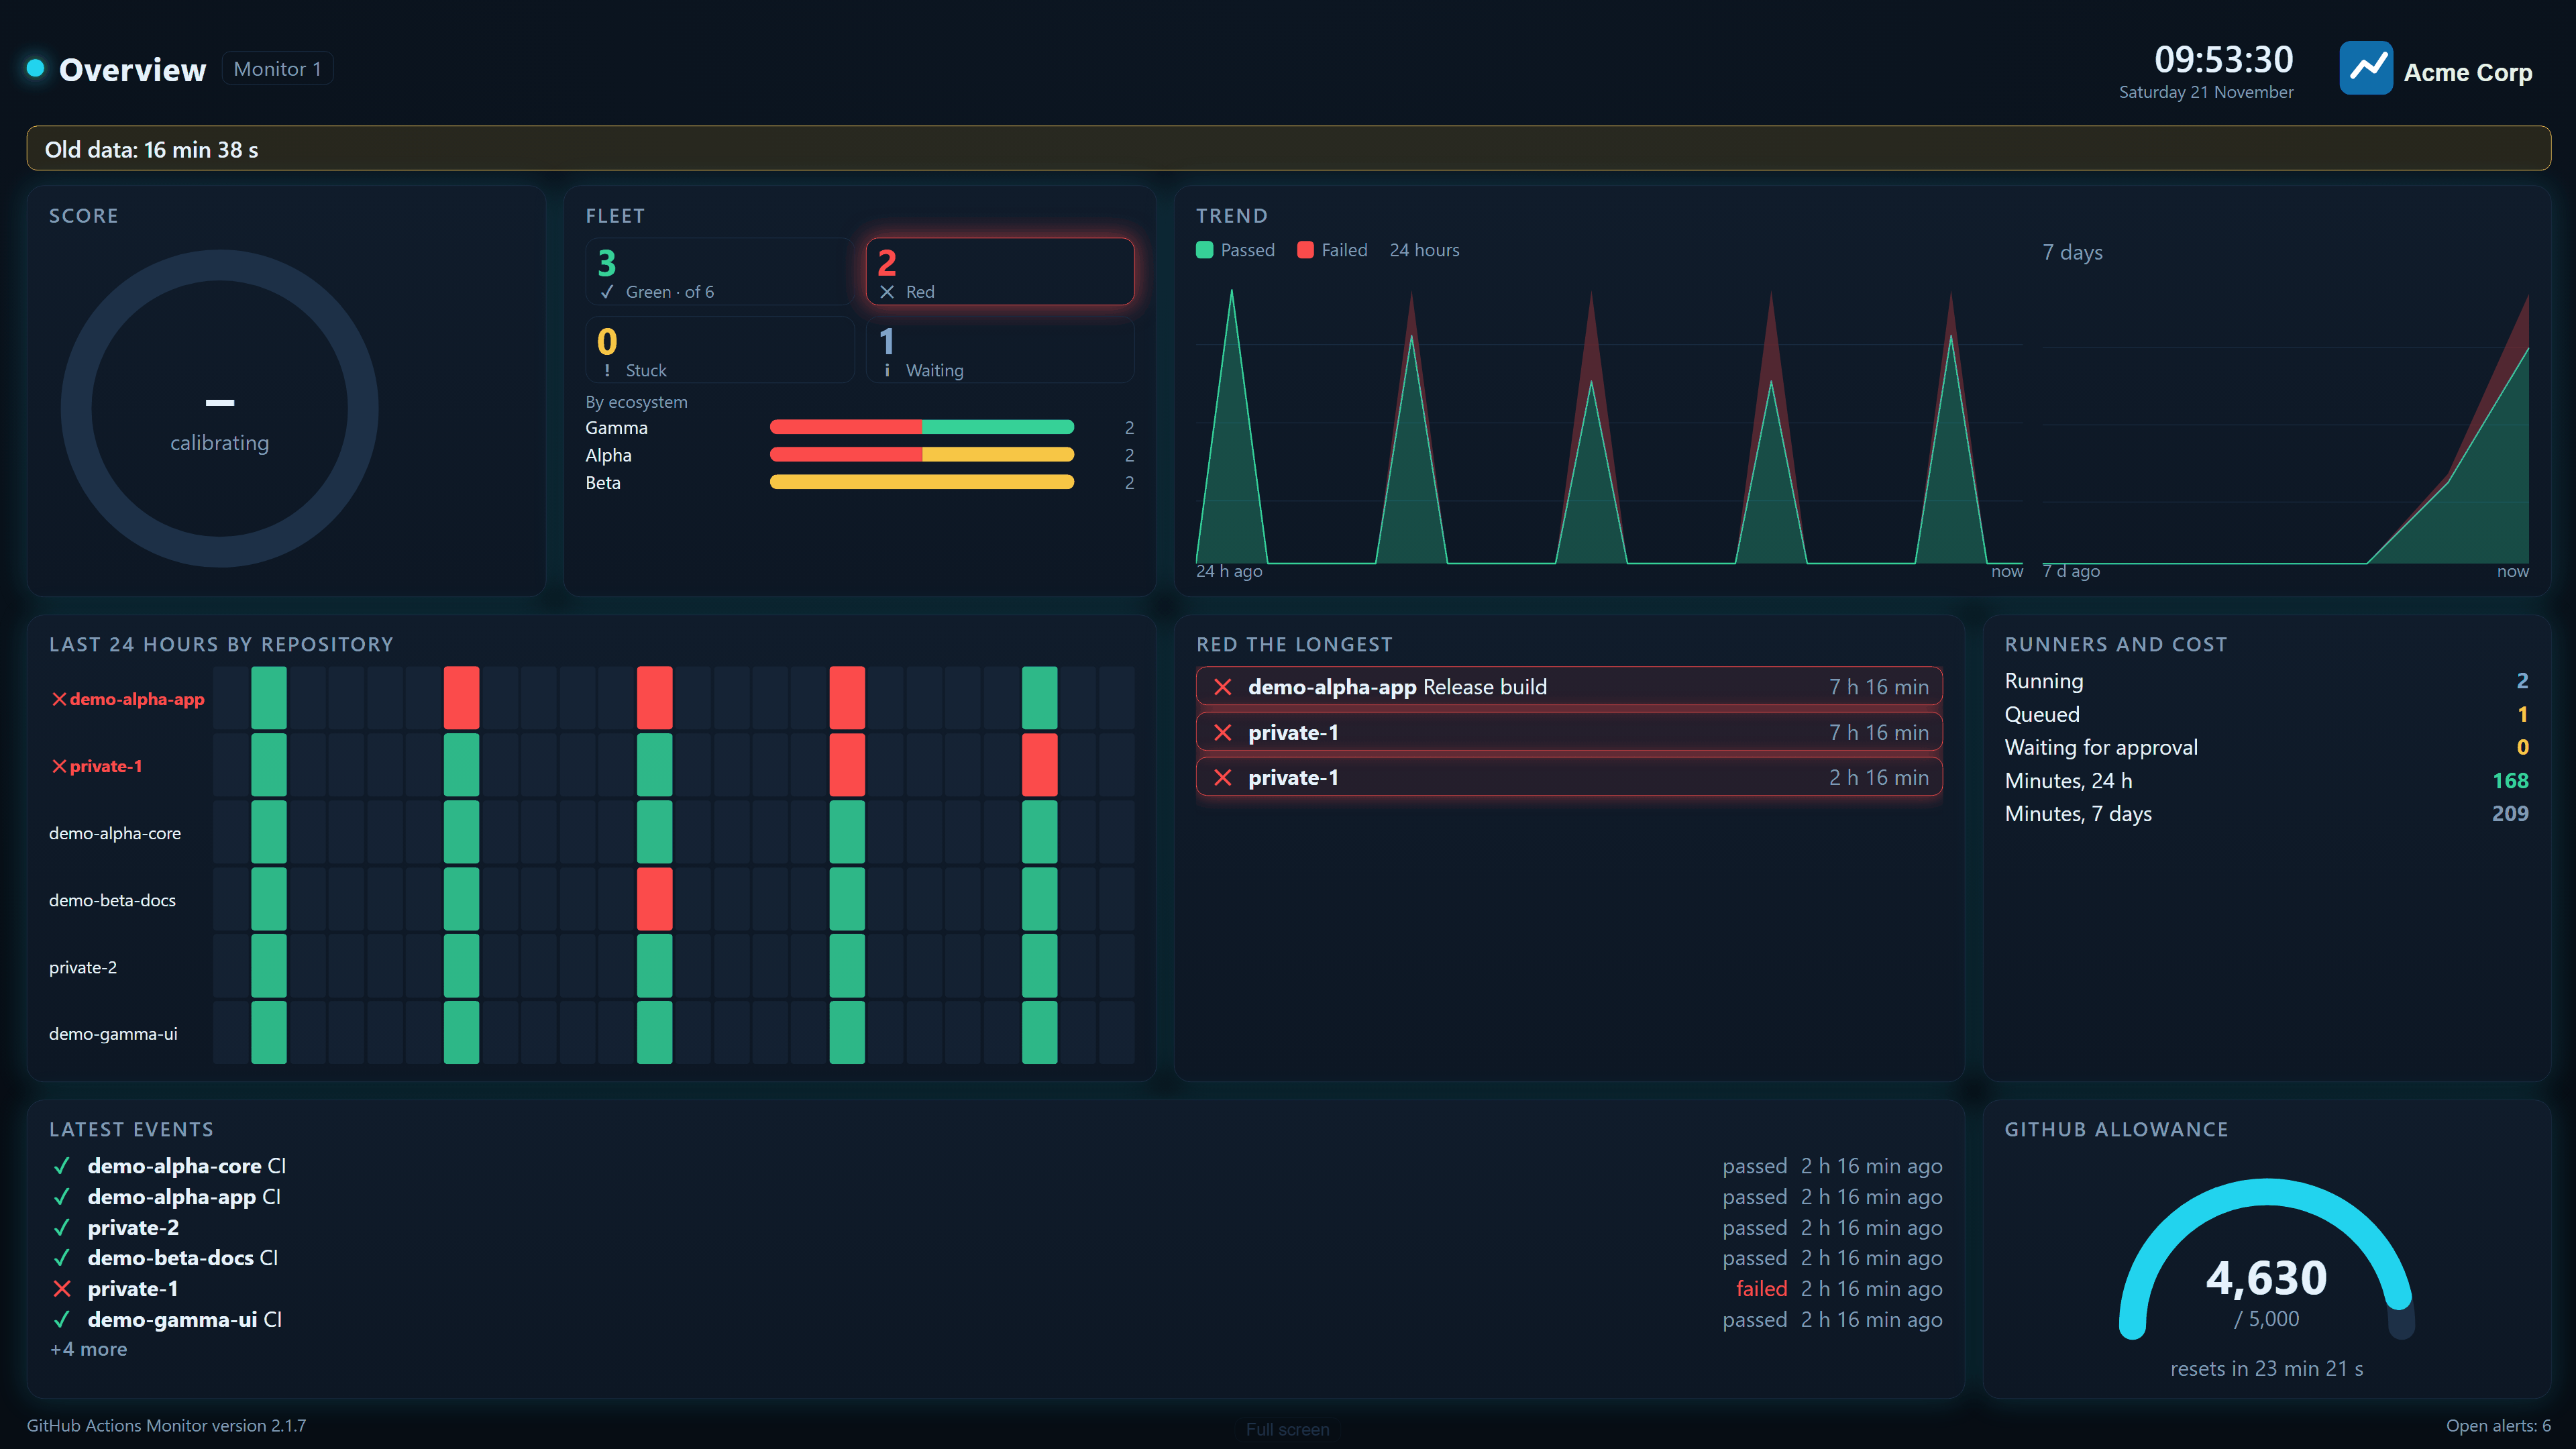 Overview
Monitor 1
09:53:30
Saturday 21 November
Acme Corp
Old data: 16 min 38 s
SCORE
–
calibrating
FLEET
3
✓ Green · of 6
2
✕ Red
0
! Stuck
1
i Waiting
By ecosystem
Gamma 2
Alpha 2
Beta 2
TREND
Passed Failed 24 hours
7 days
24 h ago now
7 d ago now
LAST 24 HOURS BY REPOSITORY
✕ demo-alpha-app
✕ private-1
demo-alpha-core
demo-beta-docs
private-2
demo-gamma-ui
RED THE LONGEST
✕ demo-alpha-app Release build 7 h 16 min
✕ private-1 7 h 16 min
✕ private-1 2 h 16 min
RUNNERS AND COST
Running 2
Queued 1
Waiting for approval 0
Minutes, 24 h 168
Minutes, 7 days 209
LATEST EVENTS
✓ demo-alpha-core CI passed 2 h 16 min ago
✓ demo-alpha-app CI passed 2 h 16 min ago
✓ private-2 passed 2 h 16 min ago
✓ demo-beta-docs CI passed 2 h 16 min ago
✕ private-1 failed 2 h 16 min ago
✓ demo-gamma-ui CI passed 2 h 16 min ago
+4 more
GITHUB ALLOWANCE
4,630
/ 5,000
resets in 23 min 21 s
GitHub Actions Monitor version 2.1.7
Full screen
Open alerts: 6